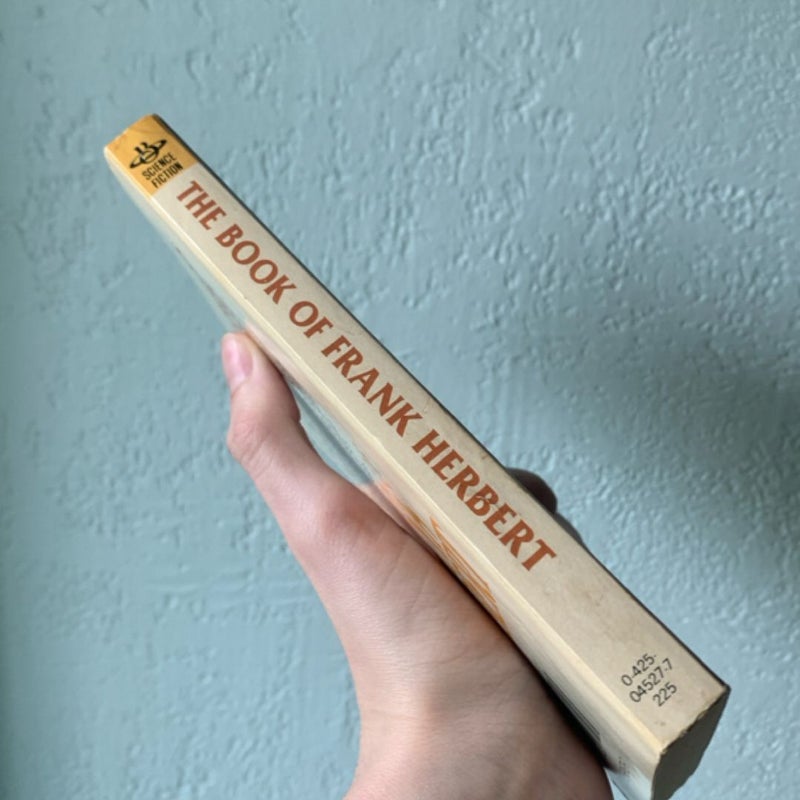 SCIENCE
FICTION
THE BOOK OF FRANK HERBERT
0-425-
04527-7
225